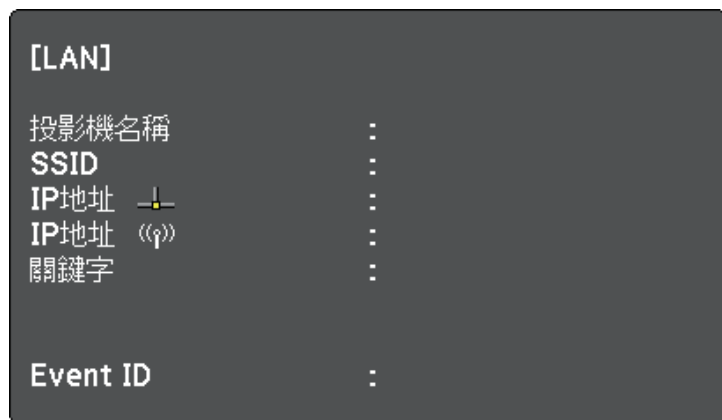 [LAN]
投影機名稱 :
SSID :
IP地址 :
IP地址 :
關鍵字 :
Event ID :